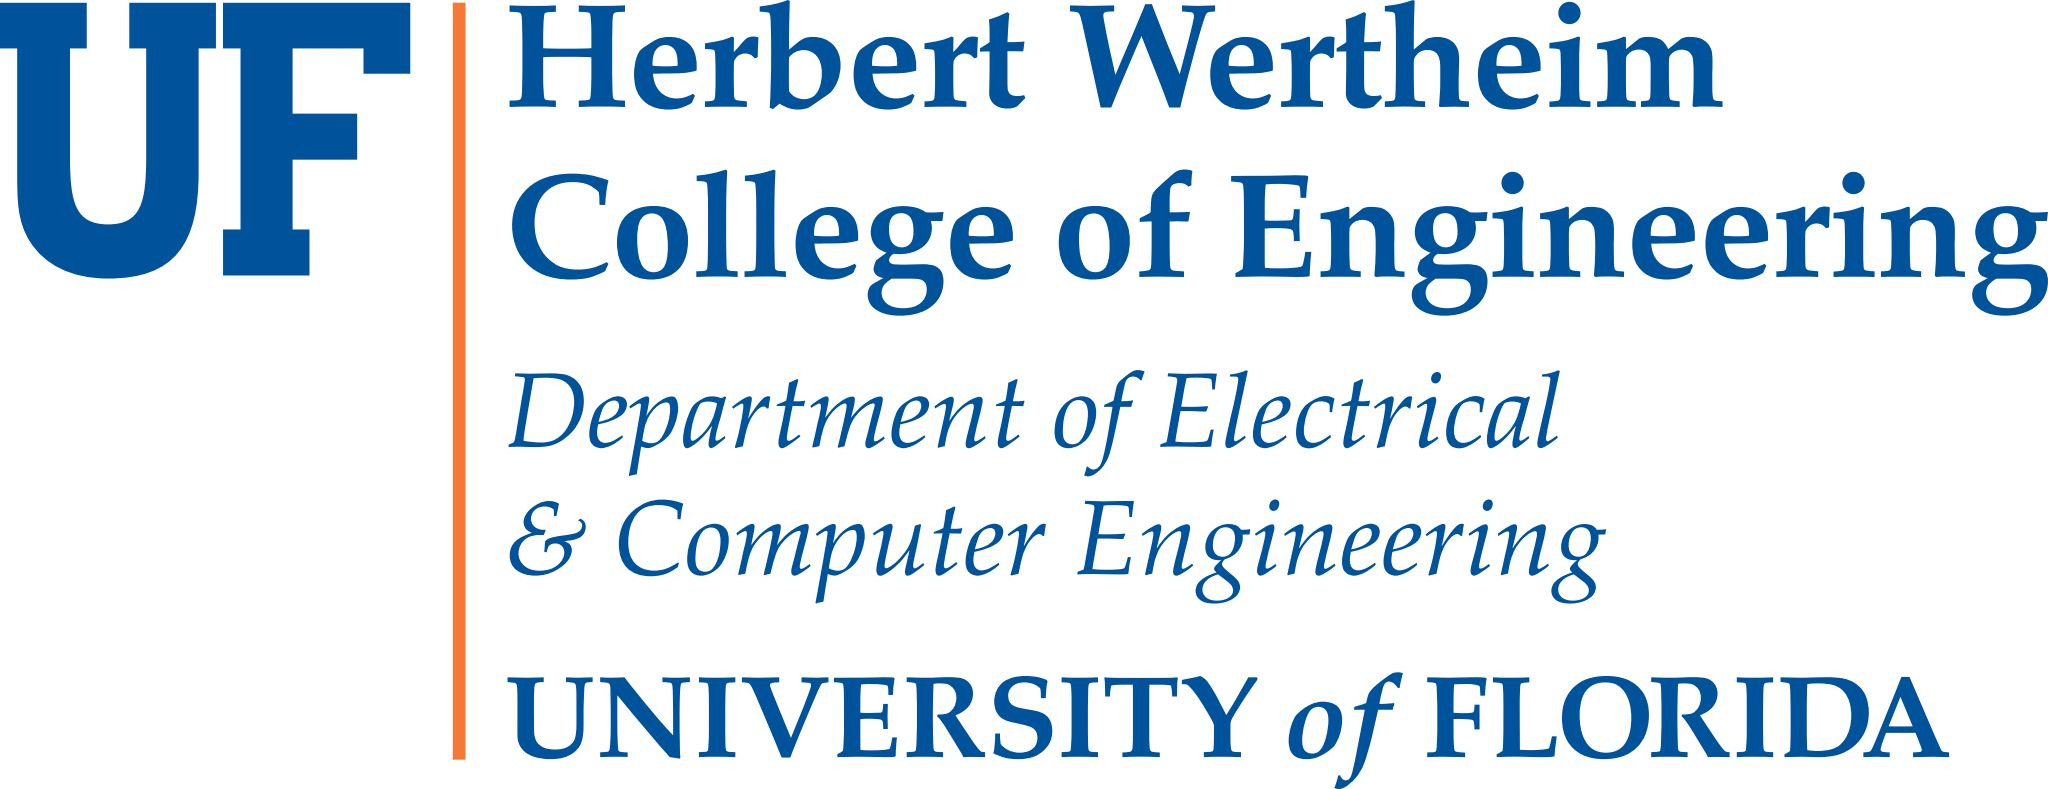 UF
Herbert Wertheim
College of Engineering
Department of Electrical
& Computer Engineering
UNIVERSITY of FLORIDA